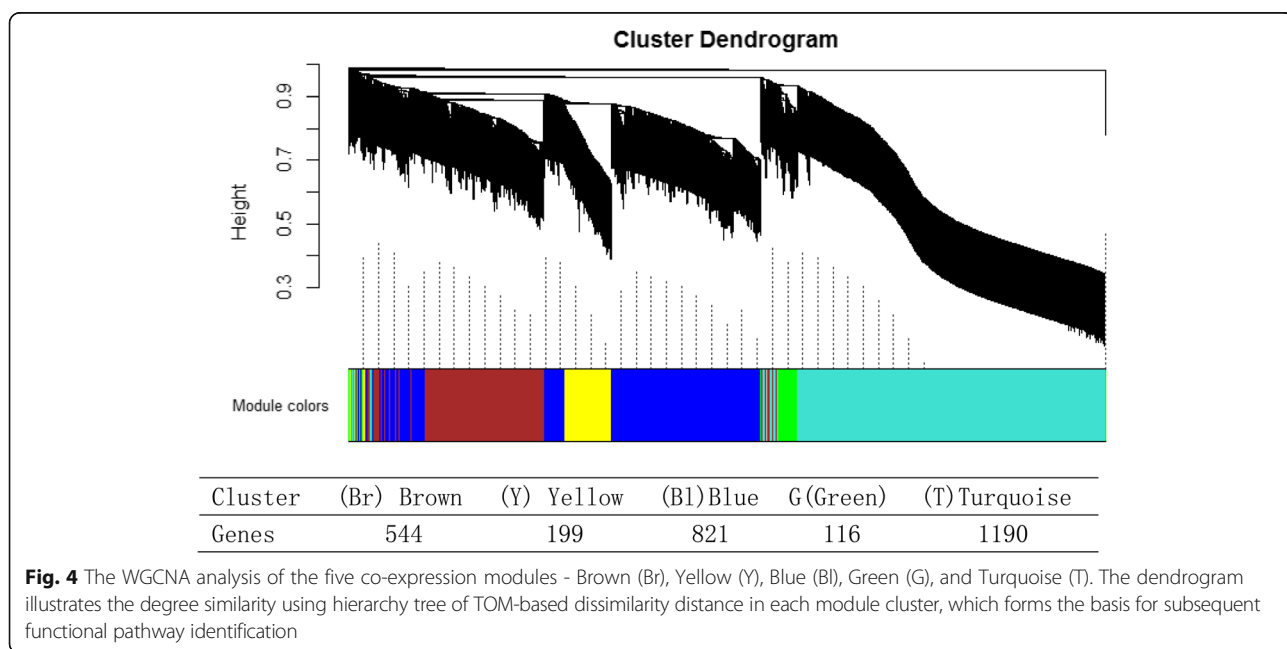 Cluster Dendrogram
Height
0.9
0.7
0.5
0.3
Module colors
Cluster (Br) Brown (Y) Yellow (Bl)Blue G(Green) (T)Turquoise
Genes 544 199 821 116 1190
Fig. 4 The WGCNA analysis of the five co-expression modules - Brown (Br), Yellow (Y), Blue (Bl), Green (G), and Turquoise (T). The dendrogram
illustrates the degree similarity using hierarchy tree of TOM-based dissimilarity distance in each module cluster, which forms the basis for subsequent
functional pathway identification